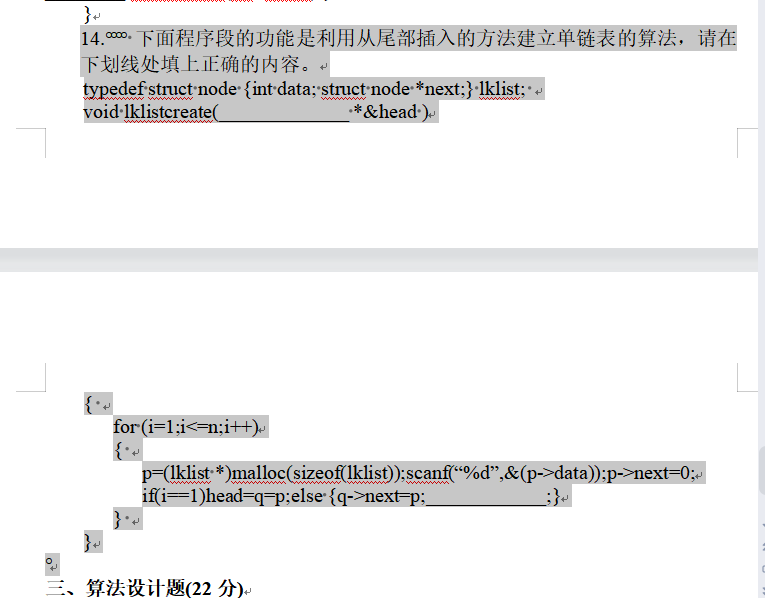 }
14. 下面程序段的功能是利用从尾部插入的方法建立单链表的算法，请在
下划线处填上正确的内容。
typedef struct node {int data; struct node *next;} lklist;
void lklistcreate(_____________ *&head )
{
for (i=1;i<=n;i++)
{
p=(lklist *)malloc(sizeof(lklist));scanf(“%d”,&(p->data));p->next=0;
if(i==1)head=q=p;else {q->next=p;____________;}
}
}
三、算法设计题(22 分)